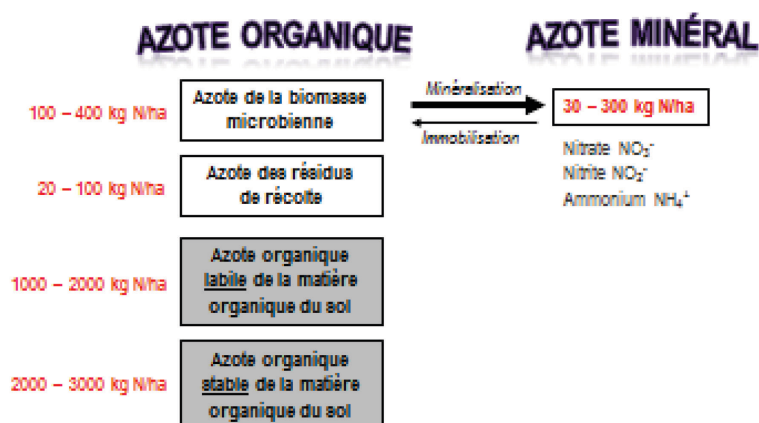 AZOTE ORGANIQUE
AZOTE MINÉRAL
100 – 400 kg N/ha
Azote de la biomasse
microbienne
Minéralisation
Immobilisation
30 – 300 kg N/ha
Nitrate NO₃⁻
Nitrite NO₂⁻
Ammonium NH₄⁺
20 – 100 kg N/ha
Azote des résidus
de récolte
1000 – 2000 kg N/ha
Azote organique
labile de la matière
organique du sol
2000 – 3000 kg N/ha
Azote organique
stable de la matière
organique du sol